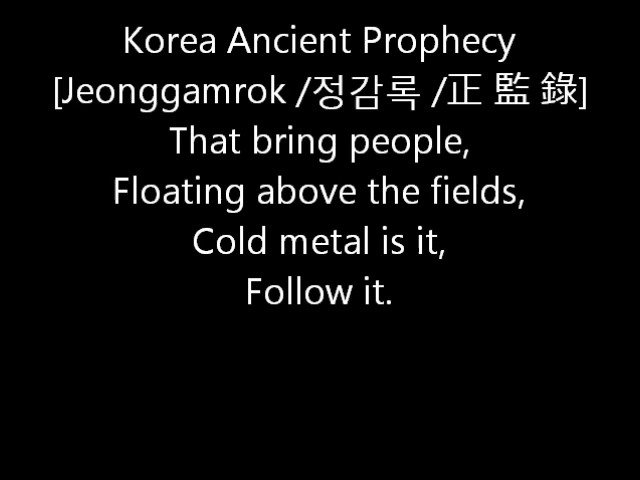 Korea Ancient Prophecy
[Jeonggamrok /정감록 /正 監 錄]
That bring people,
Floating above the fields,
Cold metal is it,
Follow it.